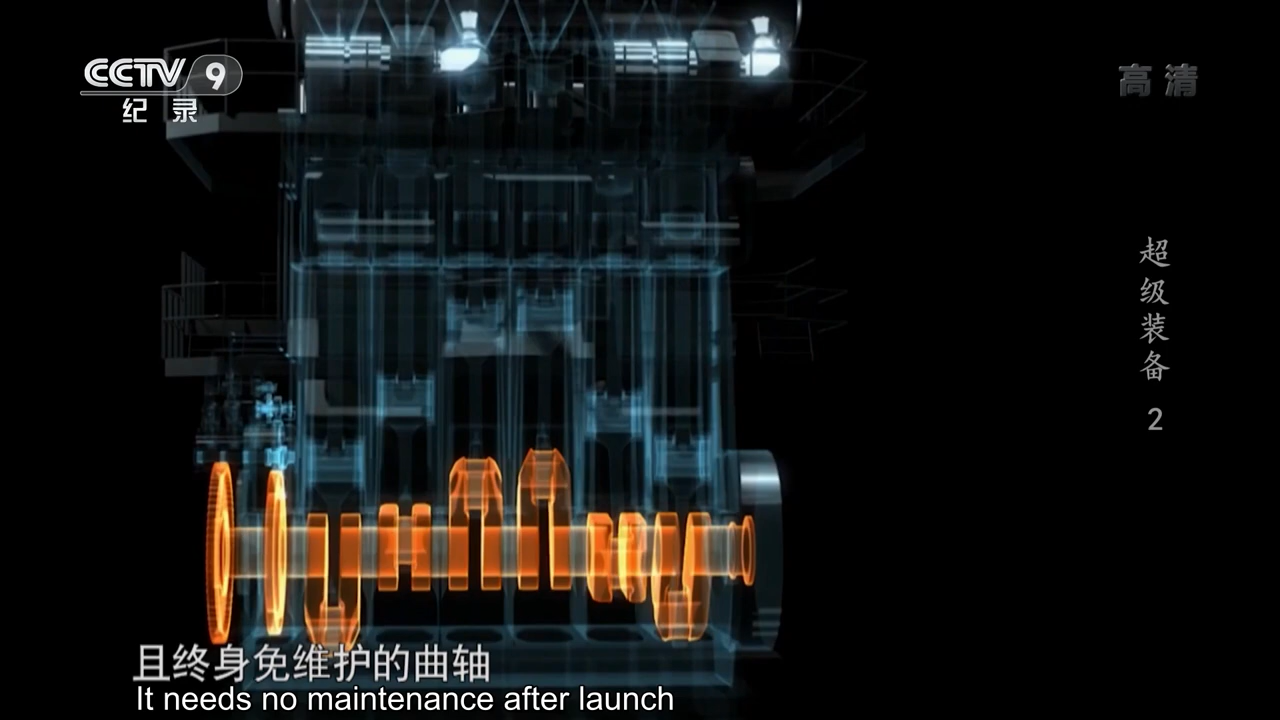 CCTV 9
纪录
高清
超级装备 2
且终身免维护的曲轴
It needs no maintenance after launch